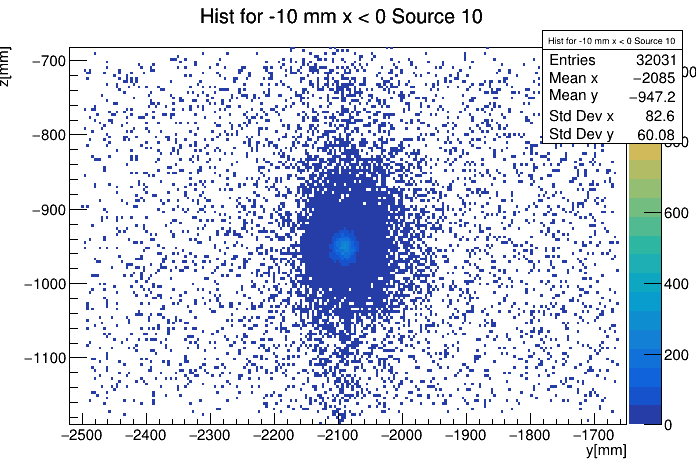 Hist for -10 mm x < 0 Source 10
Hist for -10 mm x < 0 Source 10
Entries 32031
Mean x −2085
Mean y −947.2
Std Dev x 82.6
Std Dev y 60.08
z[mm]
−700
−800
−900
−1000
−1100
600
400
200
0
−2500 −2400 −2300 −2200 −2100 −2000 −1900 −1800 −1700
y[mm]